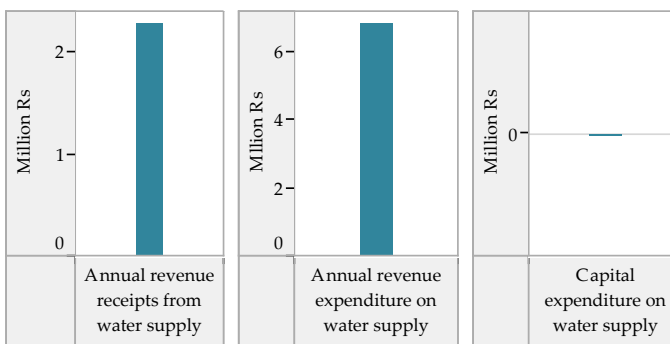 Million Rs
2
1
0
Annual revenue
receipts from
water supply
Million Rs
6
4
2
0
Annual revenue
expenditure on
water supply
Million Rs
0
Capital
expenditure on
water supply